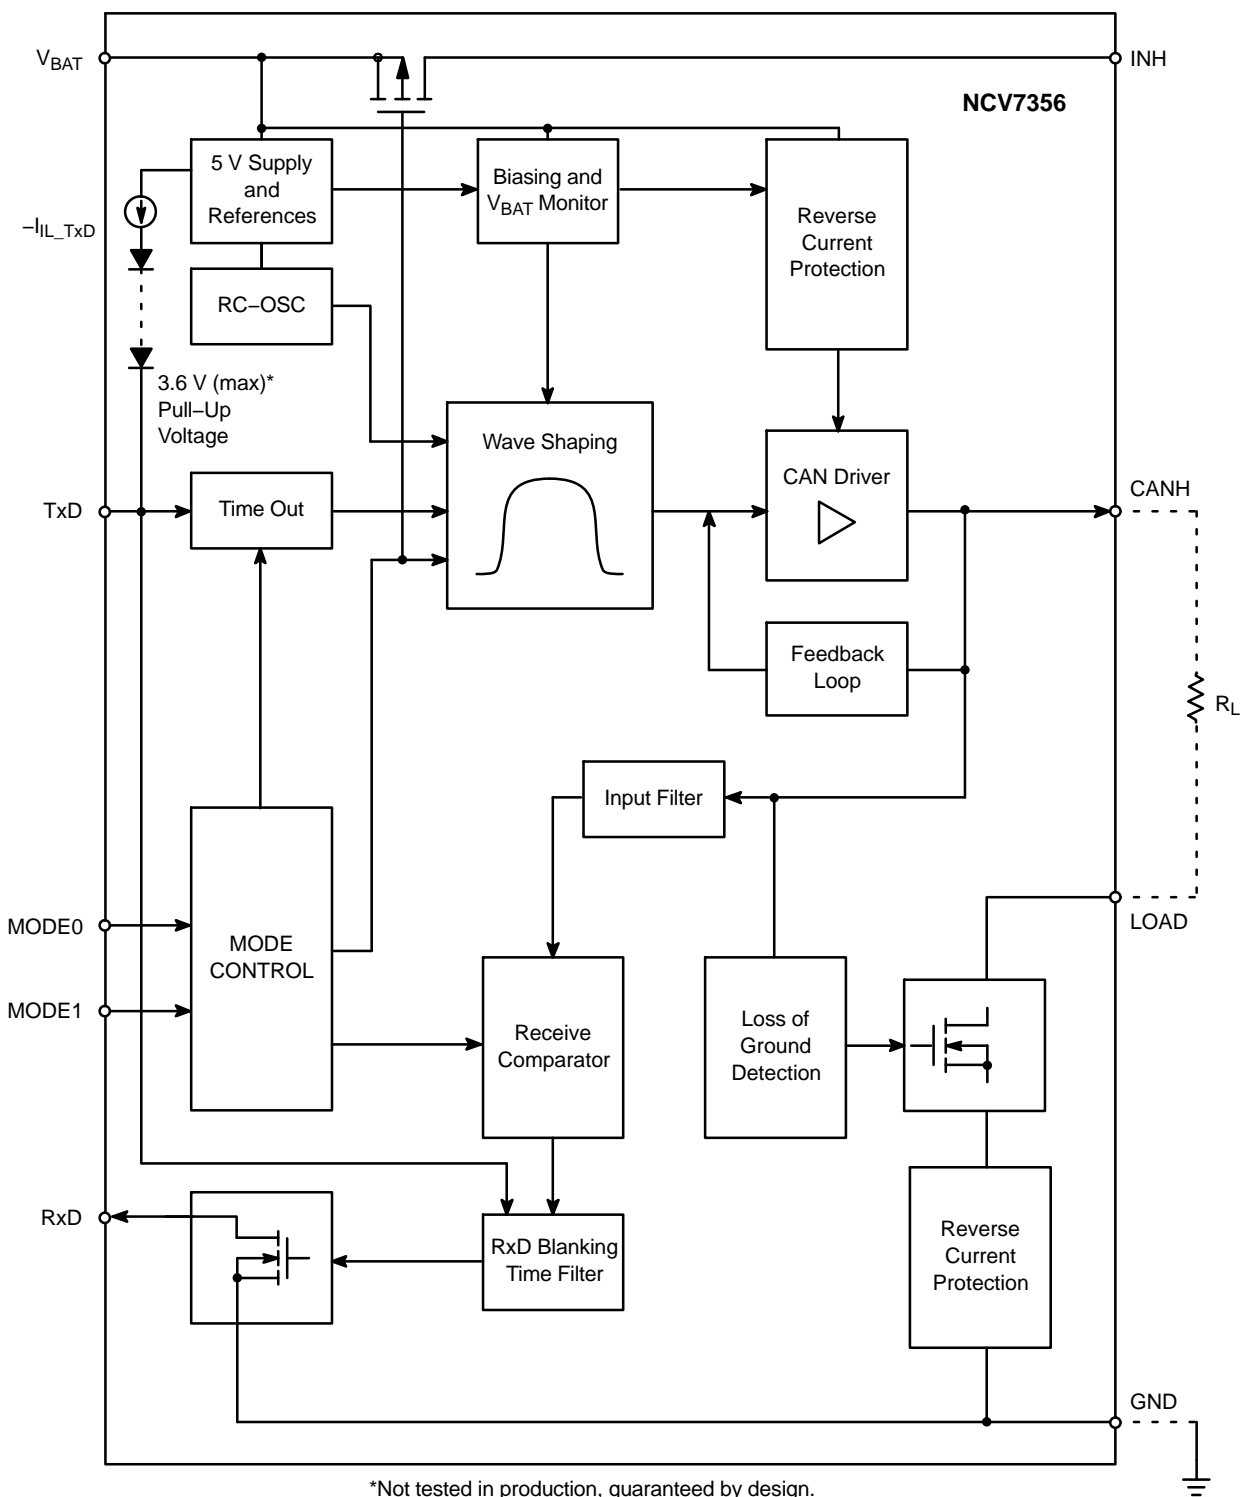 V_BAT
INH
NCV7356
5 V Supply
and
References
Biasing and
V_BAT Monitor
Reverse
Current
Protection
–I_IL_TxD
RC–OSC
3.6 V (max)*
Pull–Up
Voltage
Wave Shaping
CAN Driver
CANH
TxD
Time Out
Feedback
Loop
R_L
Input Filter
MODE0
MODE
CONTROL
LOAD
MODE1
Receive
Comparator
Loss of
Ground
Detection
RxD
RxD Blanking
Time Filter
Reverse
Current
Protection
GND
*Not tested in production, guaranteed by design.